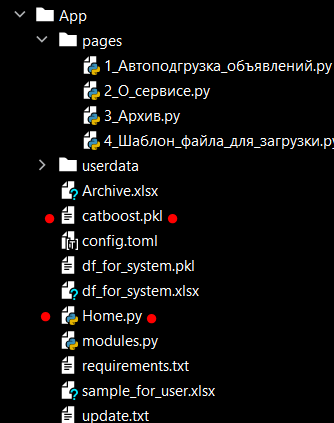 App
pages
1_Автоподгрузка_объявлений.py
2_О_сервисе.py
3_Архив.py
4_Шаблон_файла_для_загрузки.py
userdata
Archive.xlsx
catboost.pkl
config.toml
df_for_system.pkl
df_for_system.xlsx
Home.py
modules.py
requirements.txt
sample_for_user.xlsx
update.txt